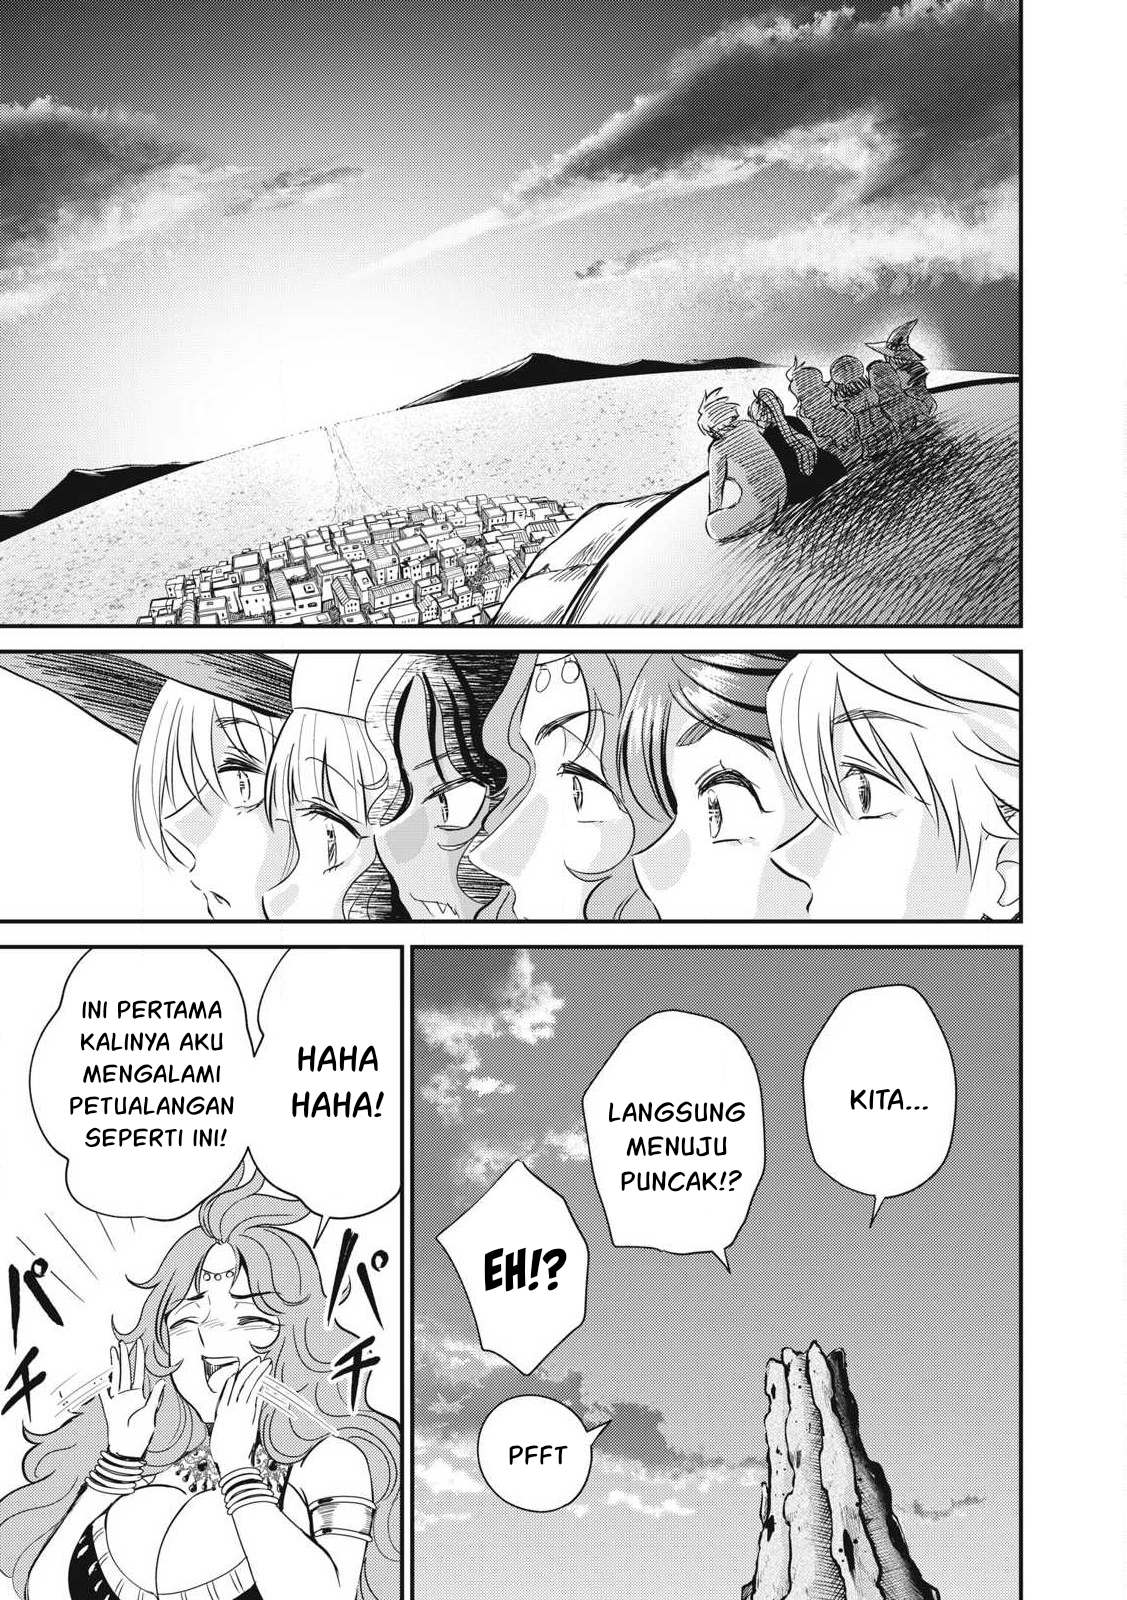 KITA...
LANGSUNG
MENUJU
PUNCAK!?
EH!?
PFFT
HAHA
HAHA!
INI PERTAMA
KALINYA AKU
MENGALAMI
PETUALANGAN
SEPERTI INI!
パチ
パチ